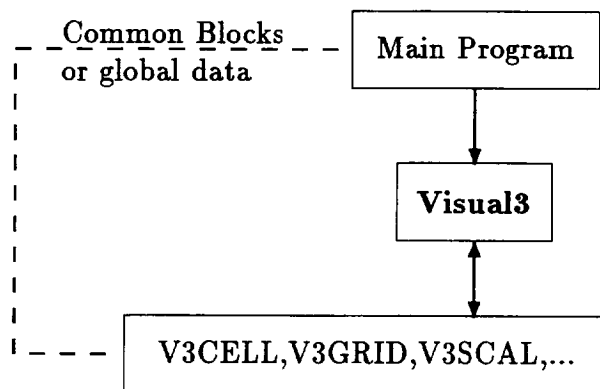 Common Blocks
or global data
Main Program
Visual3
V3CELL,V3GRID,V3SCAL,...